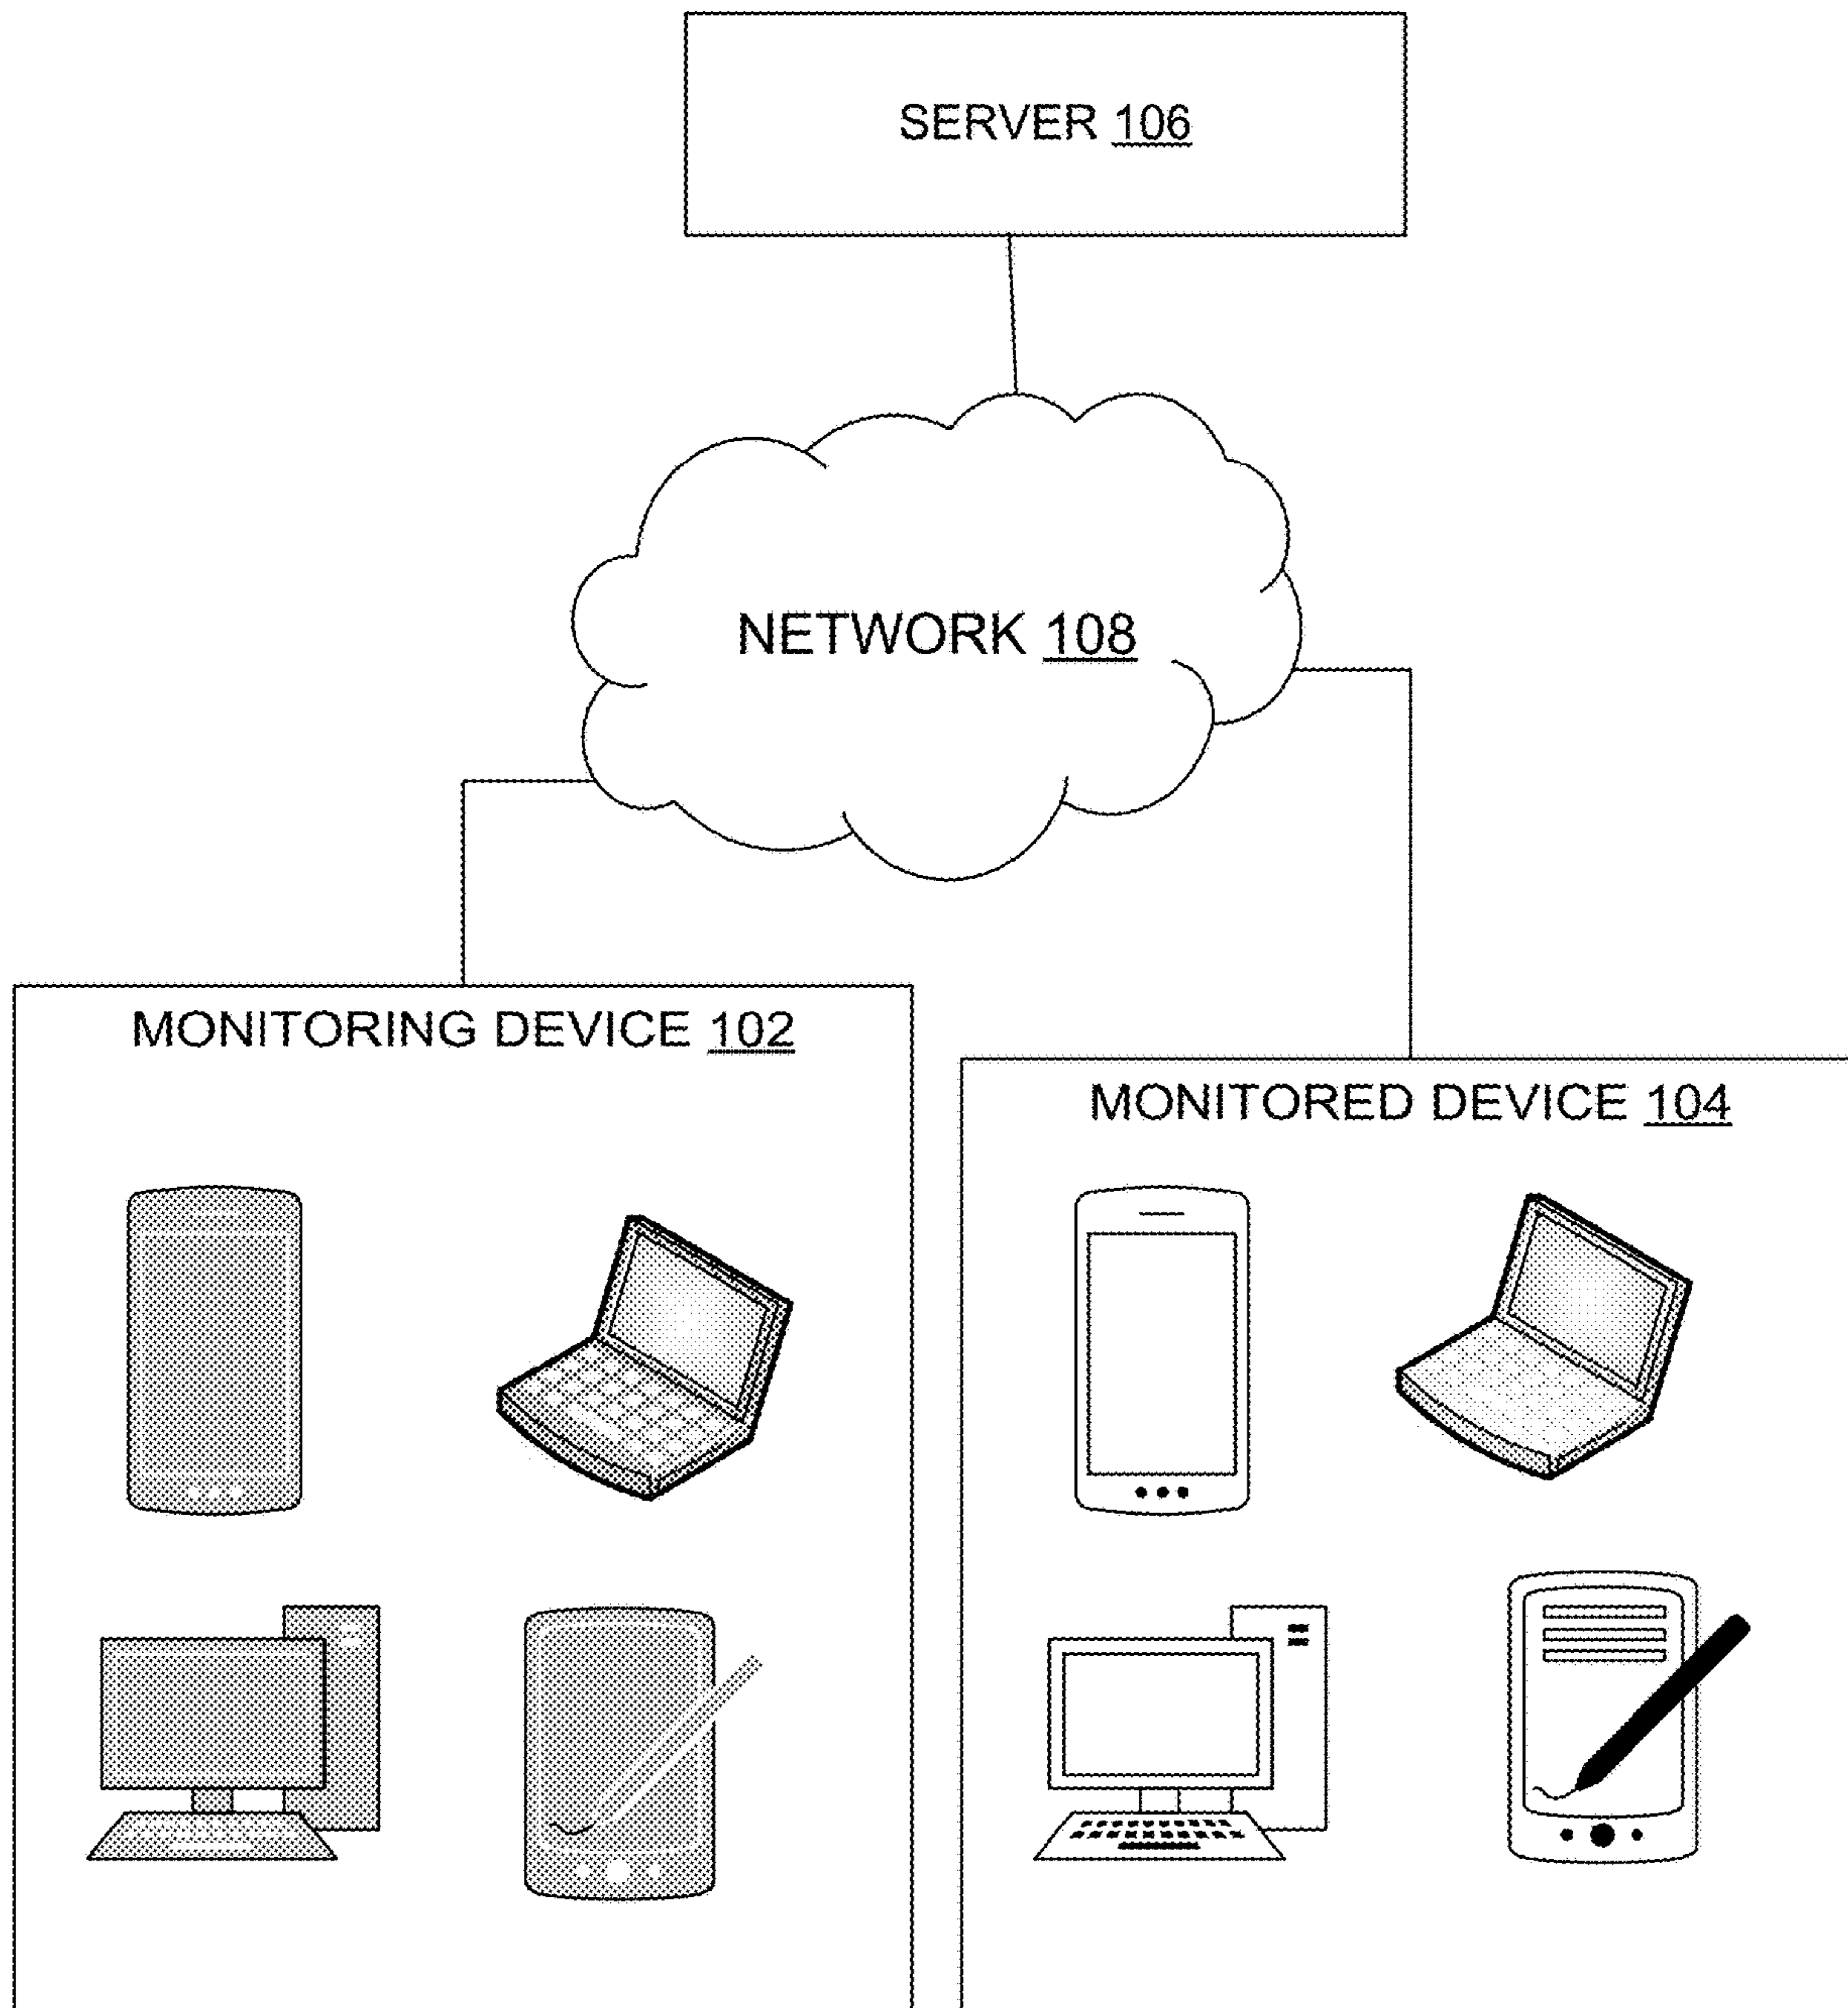 SERVER 106
NETWORK 108
MONITORING DEVICE 102
MONITORED DEVICE 104